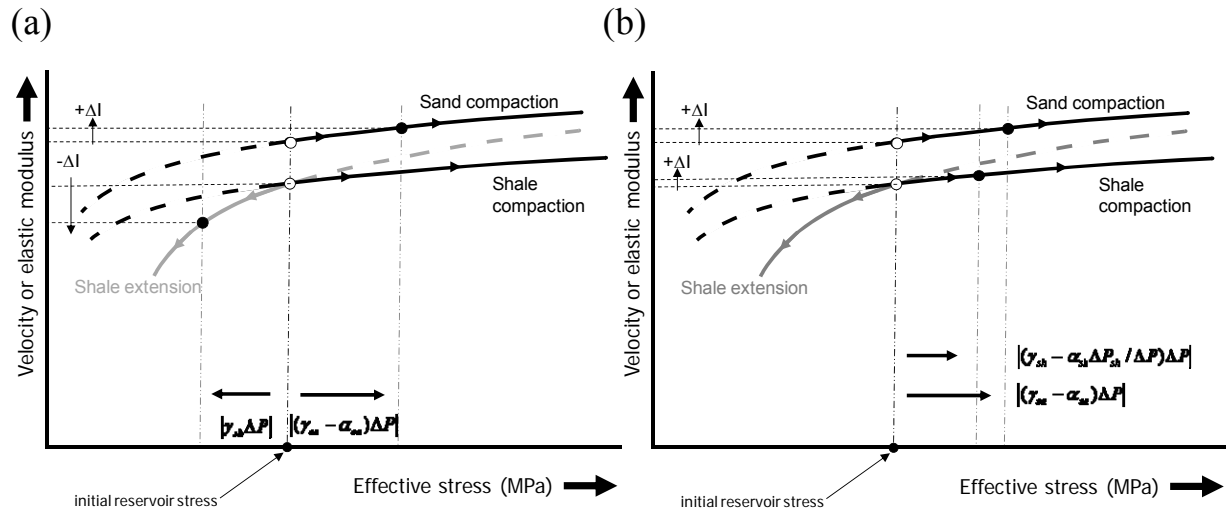 (a)
Velocity or elastic modulus
+ΔI
-ΔI
Sand compaction
Shale
compaction
Shale extension
|γshΔP|
|(γsa − αsa)ΔP|
initial reservoir stress
Effective stress (MPa)
(b)
Velocity or elastic modulus
+ΔI
+ΔI
Sand compaction
Shale
compaction
Shale extension
|(γsh − αshΔPsh / ΔP)ΔP|
|(γsa − αsa)ΔP|
initial reservoir stress
Effective stress (MPa)